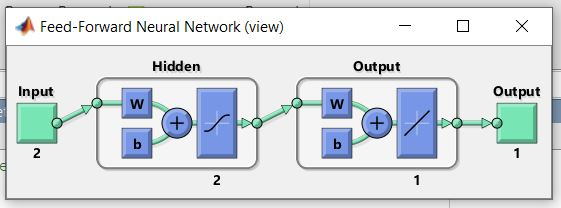 Feed-Forward Neural Network (view)
Hidden
Output
Input
W
b
W
b
Output
2
2
1
1